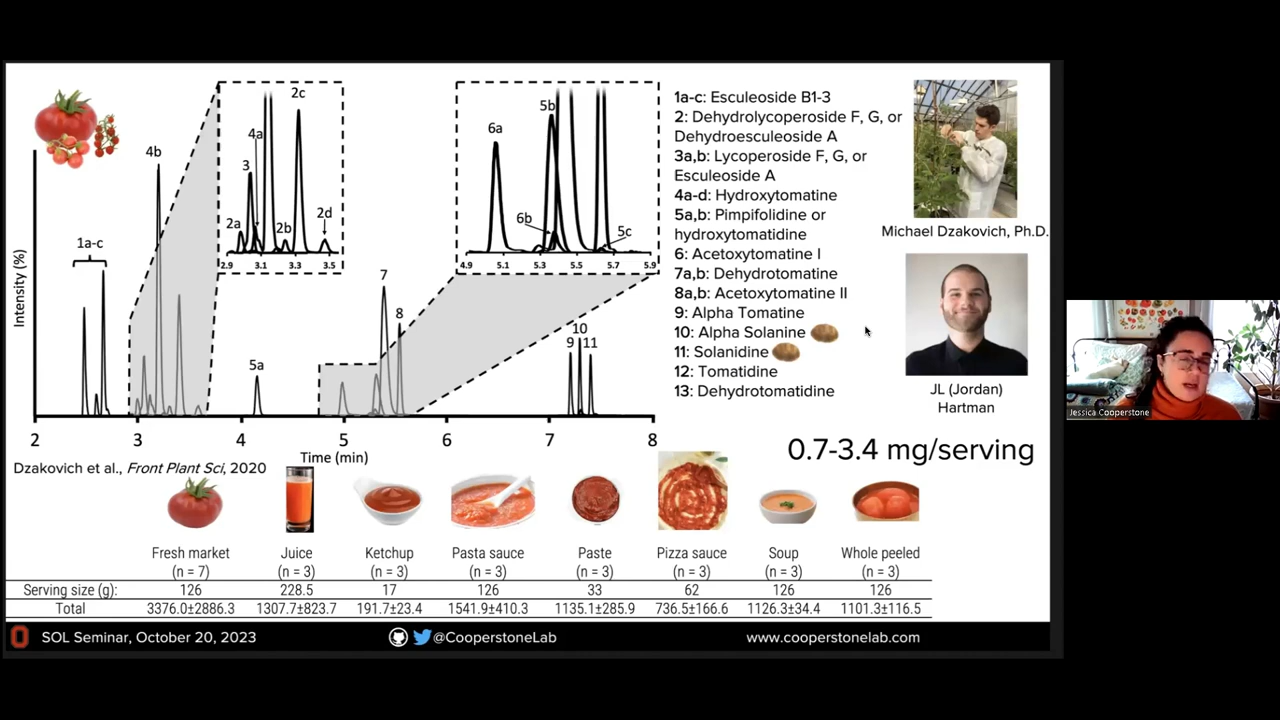 4b
1a-c
5a
7
8
9
10
11
2
3
4
5
6
7
8
Intensity (%)
Time (min)
2a
3
4a
2c
2b
2d
2.9 3.1 3.3 3.5
6a
5b
6b
5c
4.9 5.1 5.3 5.5 5.7 5.9
1a-c: Esculeoside B1-3
2: Dehydrolycoperoside F, G, or
Dehydroesculeoside A
3a,b: Lycoperoside F, G, or
Esculeoside A
4a-d: Hydroxytomatine
5a,b: Pimpifolidine or
hydroxytomatidine
6: Acetoxytomatine I
7a,b: Dehydrotomatine
8a,b: Acetoxytomatine II
9: Alpha Tomatine
10: Alpha Solanine
11: Solanidine
12: Tomatidine
13: Dehydrotomatidine
Michael Dzakovich, Ph.D.
JL (Jordan)
Hartman
Jessica Cooperstone
0.7-3.4 mg/serving
Dzakovich et al., Front Plant Sci, 2020
Fresh market Juice Ketchup Pasta sauce Paste Pizza sauce Soup Whole peeled
(n = 7) (n = 3) (n = 3) (n = 3) (n = 3) (n = 3) (n = 3) (n = 3)
Serving size (g): 126 228.5 17 126 33 62 126 126
Total 3376.0±2886.3 1307.7±823.7 191.7±23.4 1541.9±410.3 1135.1±285.9 736.5±166.6 1126.3±34.4 1101.3±116.5
SOL Seminar, October 20, 2023
@CooperstoneLab
www.cooperstonelab.com